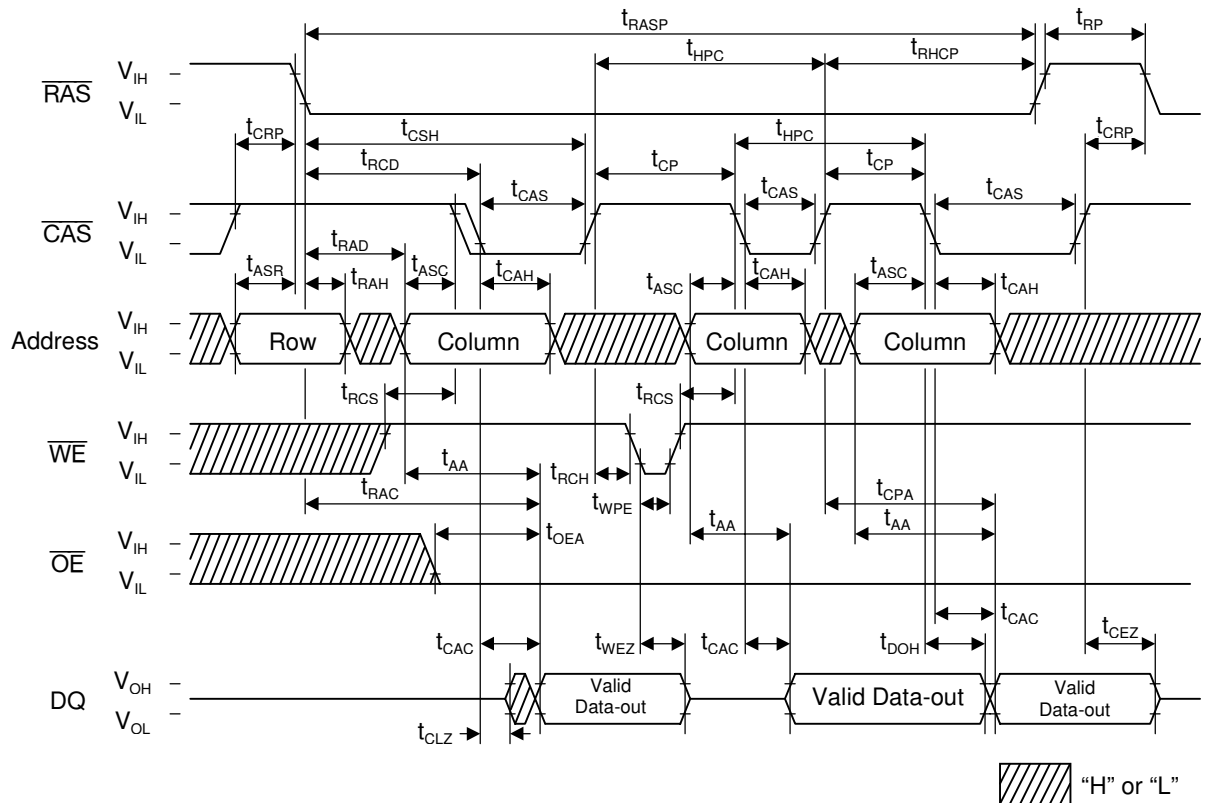 tRASP tRP
tHPC tRHCP
RAS VIH VIL
tCRP tCSH tHPC tCRP
tRCD tCP tCP
CAS VIH VIL tCAS tCAS tCAS
tRAD
tASR tRAH tASC tCAH tASC tCAH tASC tCAH
Address VIH VIL Row Column Column Column
tRCS tRCS
WE VIH VIL
tAA tRCH tCPA
tRAC tWPE
tOEA tAA tAA
OE VIH VIL
tCAC
tCAC tWEZ tCAC tDOH tCEZ
DQ VOH VOL
Valid Data-out Valid Data-out Valid Data-out
tCLZ
“H” or “L”